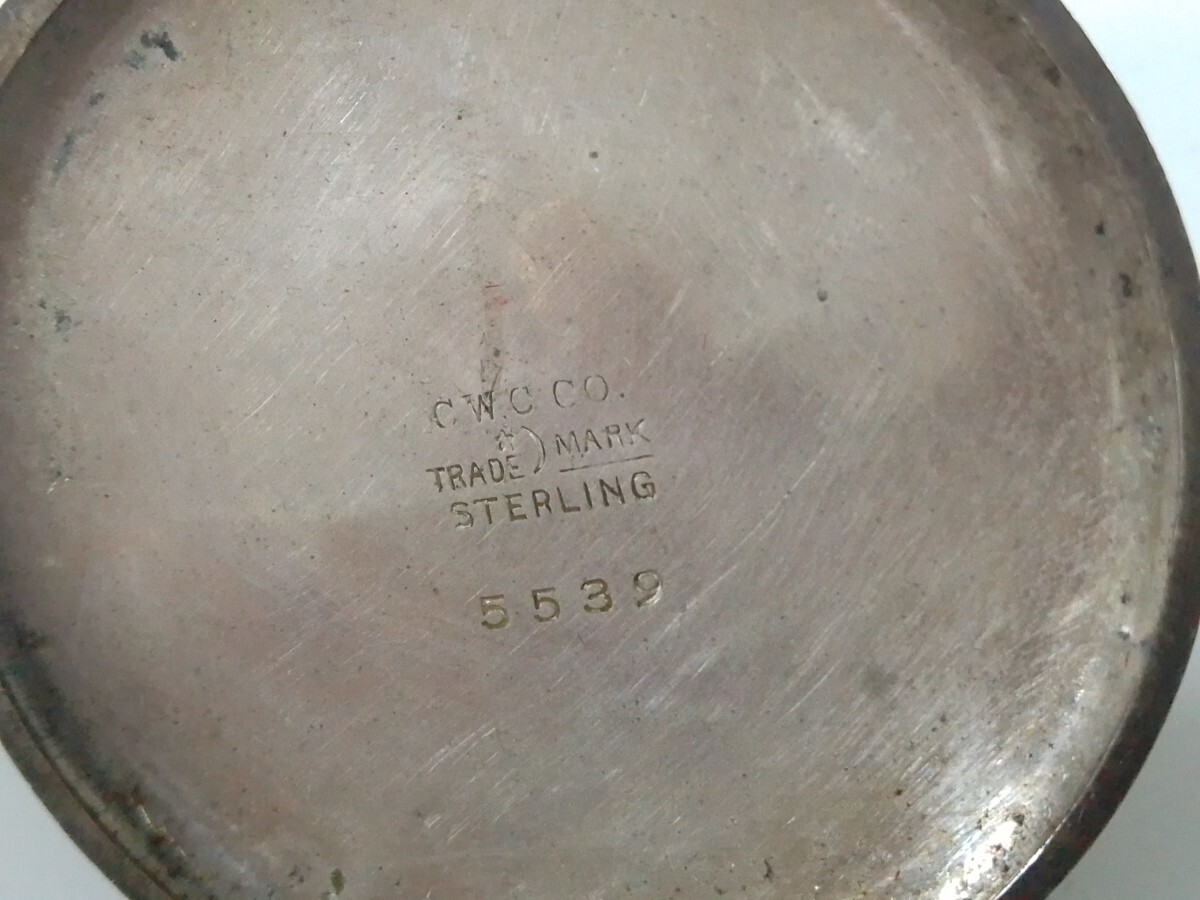 C.W.C CO.
TRADE MARK
STERLING
5539